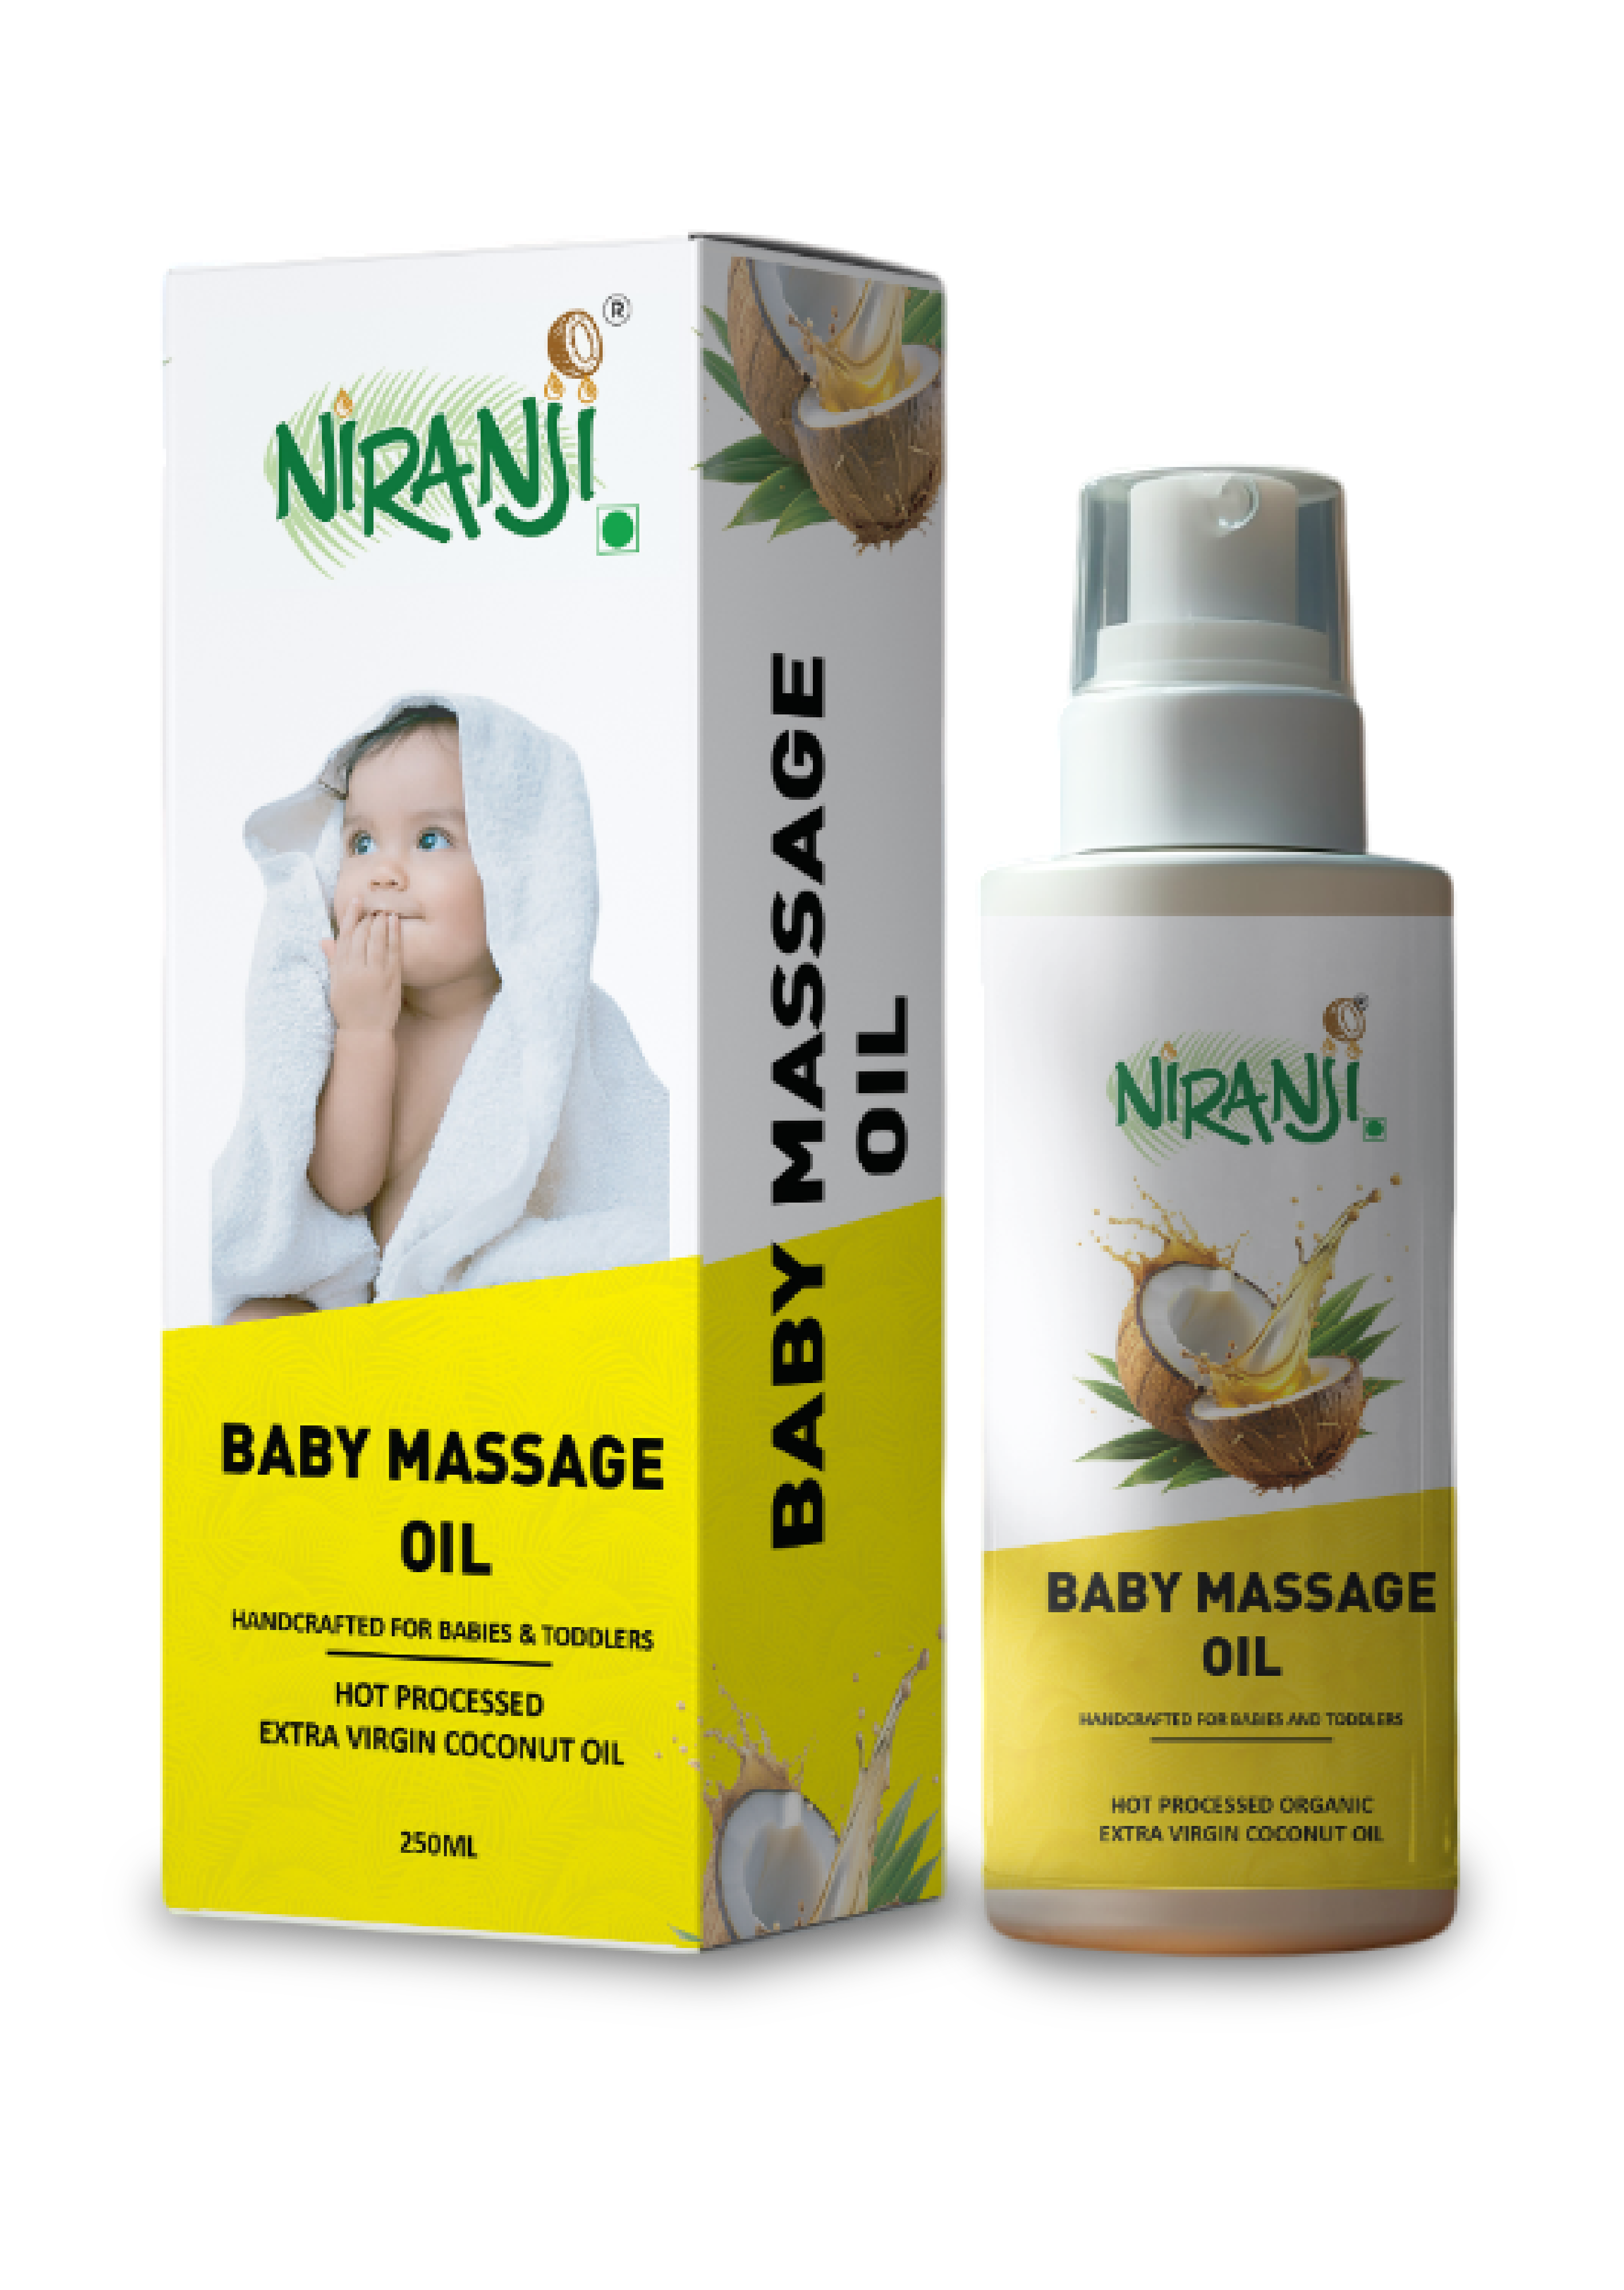 NIRANJI
®
BABY MASSAGE
OIL
HANDCRAFTED FOR BABIES & TODDLERS
HOT PROCESSED
EXTRA VIRGIN COCONUT OIL
250ML
BABY MASSAGE
OIL
NIRANJI
®
BABY MASSAGE
OIL
HANDCRAFTED FOR BABIES AND TODDLERS
HOT PROCESSED ORGANIC
EXTRA VIRGIN COCONUT OIL